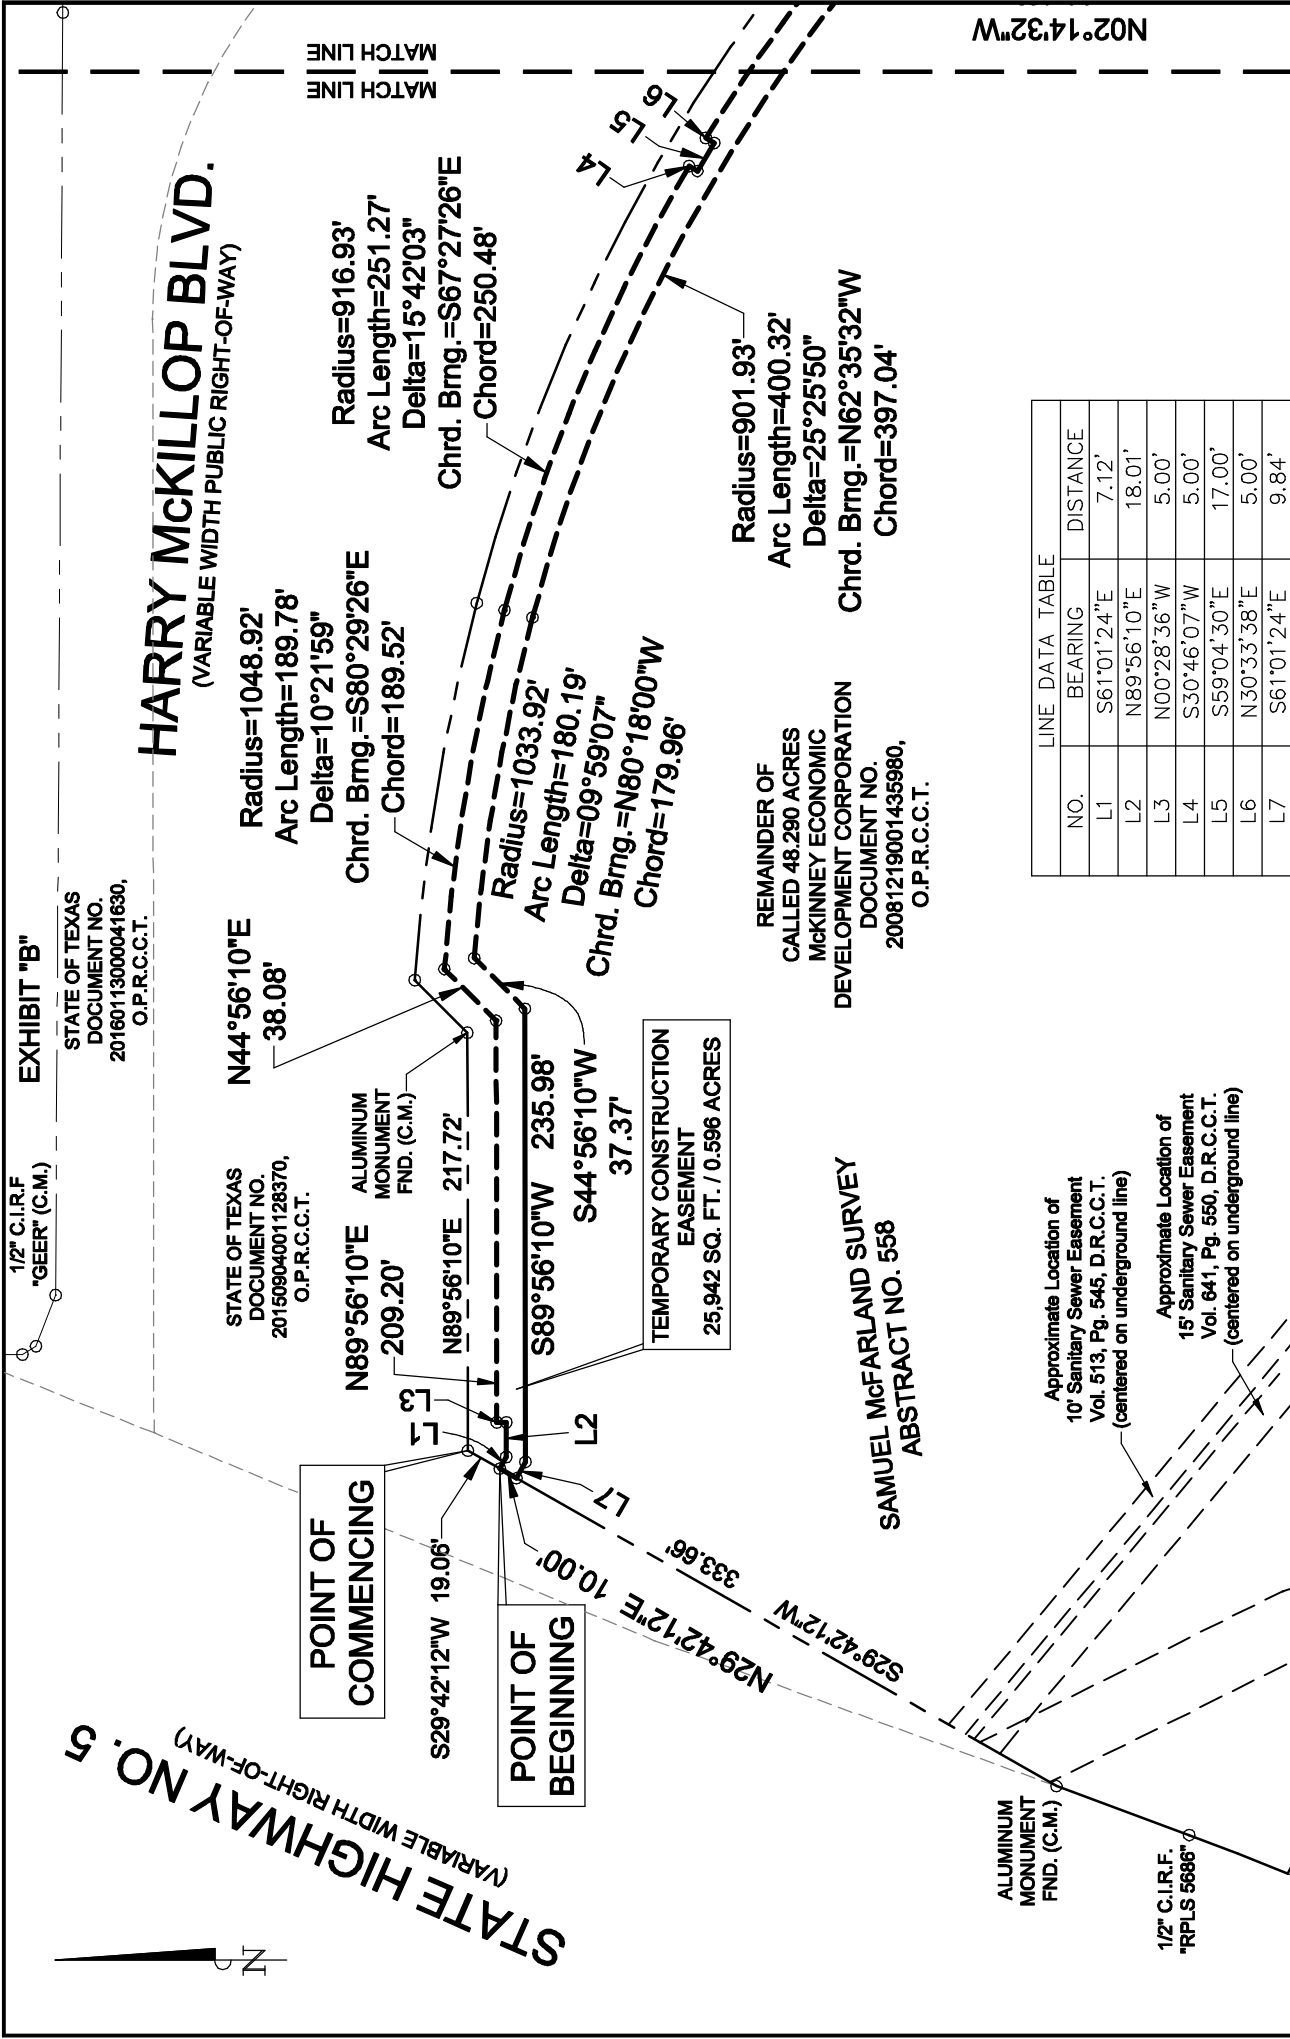 EXHIBIT "B"
1/2" C.I.R.F
"GEER" (C.M.)
STATE OF TEXAS
DOCUMENT NO.
20160113000041630,
O.P.R.C.C.T.
HARRY McKILLOP BLVD.
(VARIABLE WIDTH PUBLIC RIGHT-OF-WAY)
MATCH LINE
MATCH LINE
N02°14'32"W
STATE HIGHWAY NO. 5
(VARIABLE WIDTH RIGHT-OF-WAY)
N
STATE OF TEXAS
DOCUMENT NO.
20150904001128370,
O.P.R.C.C.T.
N44°56'10"E
38.08'
Radius=1048.92'
Arc Length=189.78'
Delta=10°21'59"
Chrd. Brng.=S80°29'26"E
Chord=189.52'
Radius=916.93'
Arc Length=251.27'
Delta=15°42'03"
Chrd. Brng.=S67°27'26"E
Chord=250.48'
L4
L5
L6
POINT OF
COMMENCING
N89°56'10"E
209.20'
ALUMINUM
MONUMENT
FND. (C.M.)
N89°56'10"E 217.72'
L1
L3
S29°42'12"W 19.06'
POINT OF
BEGINNING
L2
L7
S89°56'10"W 235.98'
S44°56'10"W
37.37'
Radius=1033.92'
Arc Length=180.19'
Delta=09°59'07"
Chrd. Brng.=N80°18'00"W
Chord=179.96'
Radius=901.93'
Arc Length=400.32'
Delta=25°25'50"
Chrd. Brng.=N62°35'32"W
Chord=397.04'
TEMPORARY CONSTRUCTION
EASEMENT
25,942 SQ. FT. / 0.596 ACRES
N29°42'12"E 10.00'
S29°42'12"W 333.66'
REMAINDER OF
CALLED 48.290 ACRES
McKINNEY ECONOMIC
DEVELOPMENT CORPORATION
DOCUMENT NO.
20081219001435980,
O.P.R.C.C.T.
SAMUEL McFARLAND SURVEY
ABSTRACT NO. 558
Approximate Location of
10' Sanitary Sewer Easement
Vol. 513, Pg. 545, D.R.C.C.T.
(centered on underground line)
Approximate Location of
15' Sanitary Sewer Easement
Vol. 641, Pg. 550, D.R.C.C.T.
(centered on underground line)
ALUMINUM
MONUMENT
FND. (C.M.)
1/2" C.I.R.F.
"RPLS 5686"
LINE DATA TABLE
NO. BEARING DISTANCE
L1 S61°01'24"E 7.12'
L2 N89°56'10"E 18.01'
L3 N00°28'36"W 5.00'
L4 S30°46'07"W 5.00'
L5 S59°04'30"E 17.00'
L6 N30°33'38"E 5.00'
L7 S61°01'24"E 9.84'